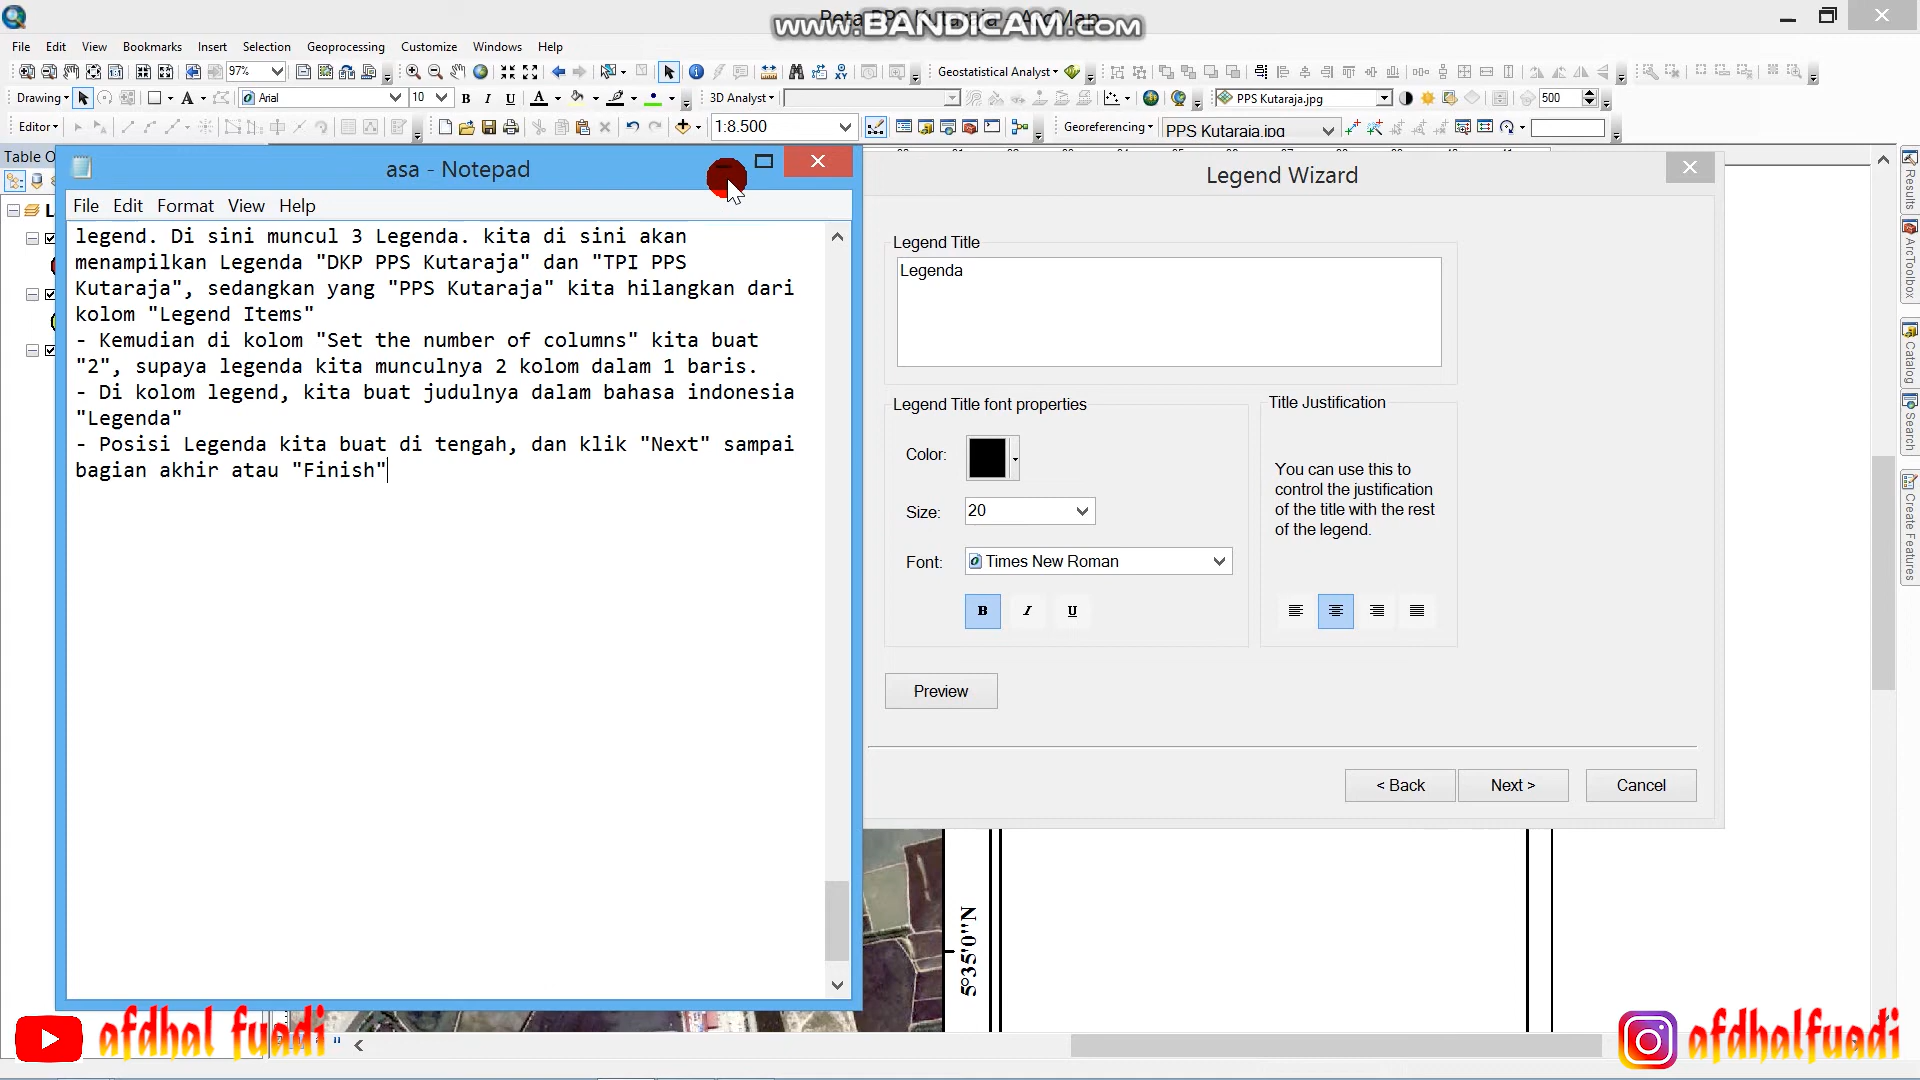 www.BANDICAM.com
File Edit View Bookmarks Insert Selection Geoprocessing Customize Windows Help
97%
Geostatistical Analyst
Drawing
Arial
10
B I U
A
3D Analyst
PPS Kutaraja.jpg
500
Editor
1:8.500
Georeferencing
PPS Kutaraja.jpg
Table O
asa - Notepad
File Edit Format View Help
legend. Di sini muncul 3 Legenda. kita di sini akan
menampilkan Legenda "DKP PPS Kutaraja" dan "TPI PPS
Kutaraja", sedangkan yang "PPS Kutaraja" kita hilangkan dari
kolom "Legend Items"
- Kemudian di kolom "Set the number of columns" kita buat
"2", supaya legenda kita munculnya 2 kolom dalam 1 baris.
- Di kolom legend, kita buat judulnya dalam bahasa indonesia
"Legenda"
- Posisi Legenda kita buat di tengah, dan klik "Next" sampai
bagian akhir atau "Finish"
Legend Wizard
Legend Title
Legenda
Legend Title font properties
Color:
Size:
20
Font:
Times New Roman
B I U
Title Justification
You can use this to
control the justification
of the title with the rest
of the legend.
Preview
< Back
Next >
Cancel
5°35'0"N
Results
ArcToolbox
Catalog
Search
Create Features
afdhal fuadi
afdhalfuadi